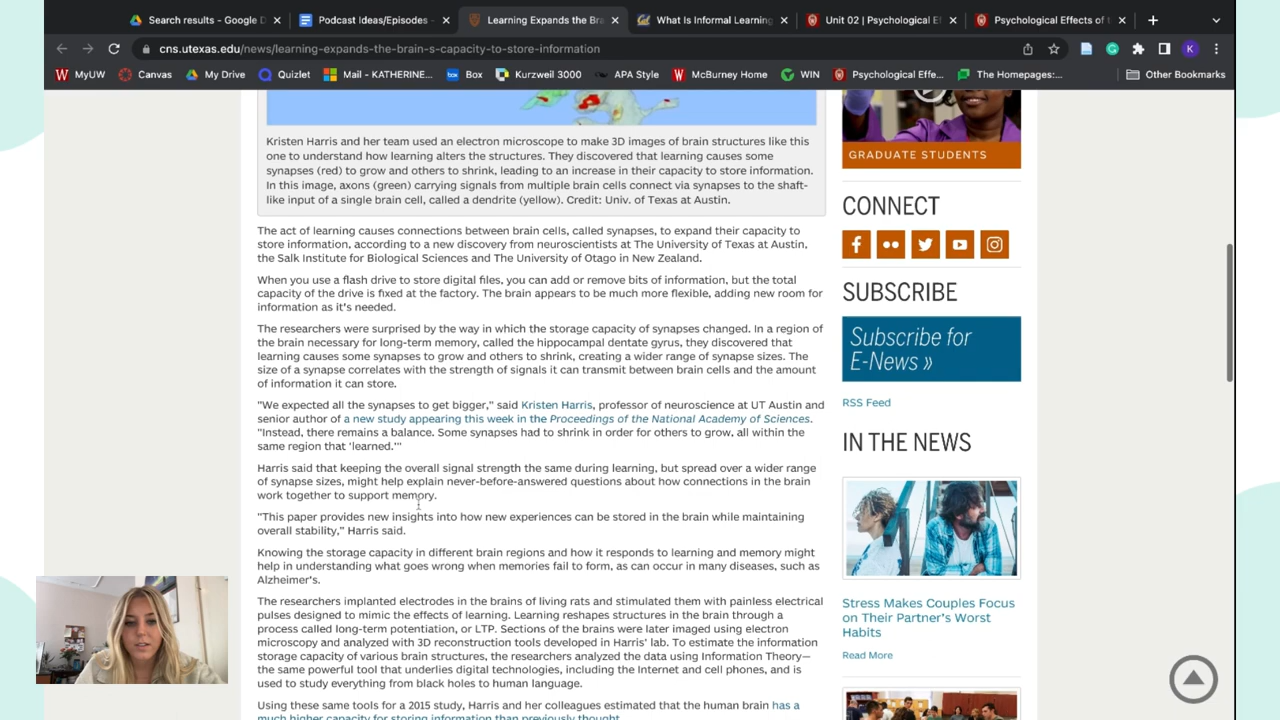 Search results - Google D
Podcast Ideas/Episodes -
Learning Expands the Bra
What Is Informal Learning
Unit 02 | Psychological Ef
Psychological Effects of t
cns.utexas.edu/news/learning-expands-the-brain-s-capacity-to-store-information
K
MyUW
Canvas
My Drive
Quizlet
Mail - KATHERINE...
Box
Kurzweil 3000
APA Style
McBurney Home
WIN
Psychological Effe...
The Homepages:...
Other Bookmarks
Kristen Harris and her team used an electron microscope to make 3D images of brain structures like this
one to understand how learning alters the structures. They discovered that learning causes some
synapses (red) to grow and others to shrink, leading to an increase in their capacity to store information.
In this image, axons (green) carrying signals from multiple brain cells connect via synapses to the shaft-
like input of a single brain cell, called a dendrite (yellow). Credit: Univ. of Texas at Austin.
The act of learning causes connections between brain cells, called synapses, to expand their capacity to
store information, according to a new discovery from neuroscientists at The University of Texas at Austin,
the Salk Institute for Biological Sciences and The University of Otago in New Zealand.
When you use a flash drive to store digital files, you can add or remove bits of information, but the total
capacity of the drive is fixed at the factory. The brain appears to be much more flexible, adding new room for
information as it's needed.
The researchers were surprised by the way in which the storage capacity of synapses changed. In a region of
the brain necessary for long-term memory, called the hippocampal dentate gyrus, they discovered that
learning causes some synapses to grow and others to shrink, creating a wider range of synapse sizes. The
size of a synapse correlates with the strength of signals it can transmit between brain cells and the amount
of information it can store.
"We expected all the synapses to get bigger," said Kristen Harris, professor of neuroscience at UT Austin and
senior author of a new study appearing this week in the Proceedings of the National Academy of Sciences.
"Instead, there remains a balance. Some synapses had to shrink in order for others to grow, all within the
same region that 'learned.'"
Harris said that keeping the overall signal strength the same during learning, but spread over a wider range
of synapse sizes, might help explain never-before-answered questions about how connections in the brain
work together to support memory.
"This paper provides new insights into how new experiences can be stored in the brain while maintaining
overall stability," Harris said.
Knowing the storage capacity in different brain regions and how it responds to learning and memory might
help in understanding what goes wrong when memories fail to form, as can occur in many diseases, such as
Alzheimer's.
The researchers implanted electrodes in the brains of living rats and stimulated them with painless electrical
pulses designed to mimic the effects of learning. Learning reshapes structures in the brain through a
process called long-term potentiation, or LTP. Sections of the brains were later imaged using electron
microscopy and analyzed with 3D reconstruction tools developed in Harris' lab. To estimate the information
storage capacity of various brain structures, the researchers analyzed the data using Information Theory—
the same powerful tool that underlies digital technologies, including the Internet and cell phones, and is
used to study everything from black holes to human language.
Using these same tools for a 2015 study, Harris and her colleagues estimated that the human brain has a
much higher capacity for storing information than previously thought.
GRADUATE STUDENTS
CONNECT
SUBSCRIBE
Subscribe for
E-News »
RSS Feed
IN THE NEWS
Stress Makes Couples Focus
on Their Partner's Worst
Habits
Read More